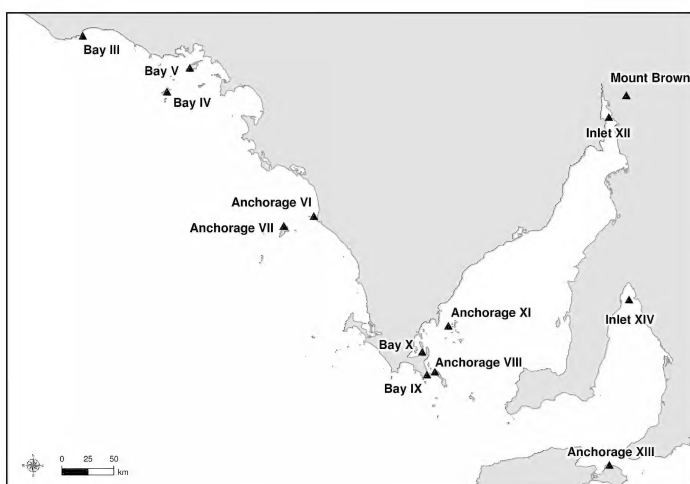 Bay III
Bay V
Bay IV
Mount Brown
Inlet XII
Anchorage VI
Anchorage VII
Anchorage XI
Inlet XIV
Bay X
Anchorage VIII
Bay IX
Anchorage XIII
0 25 50
km